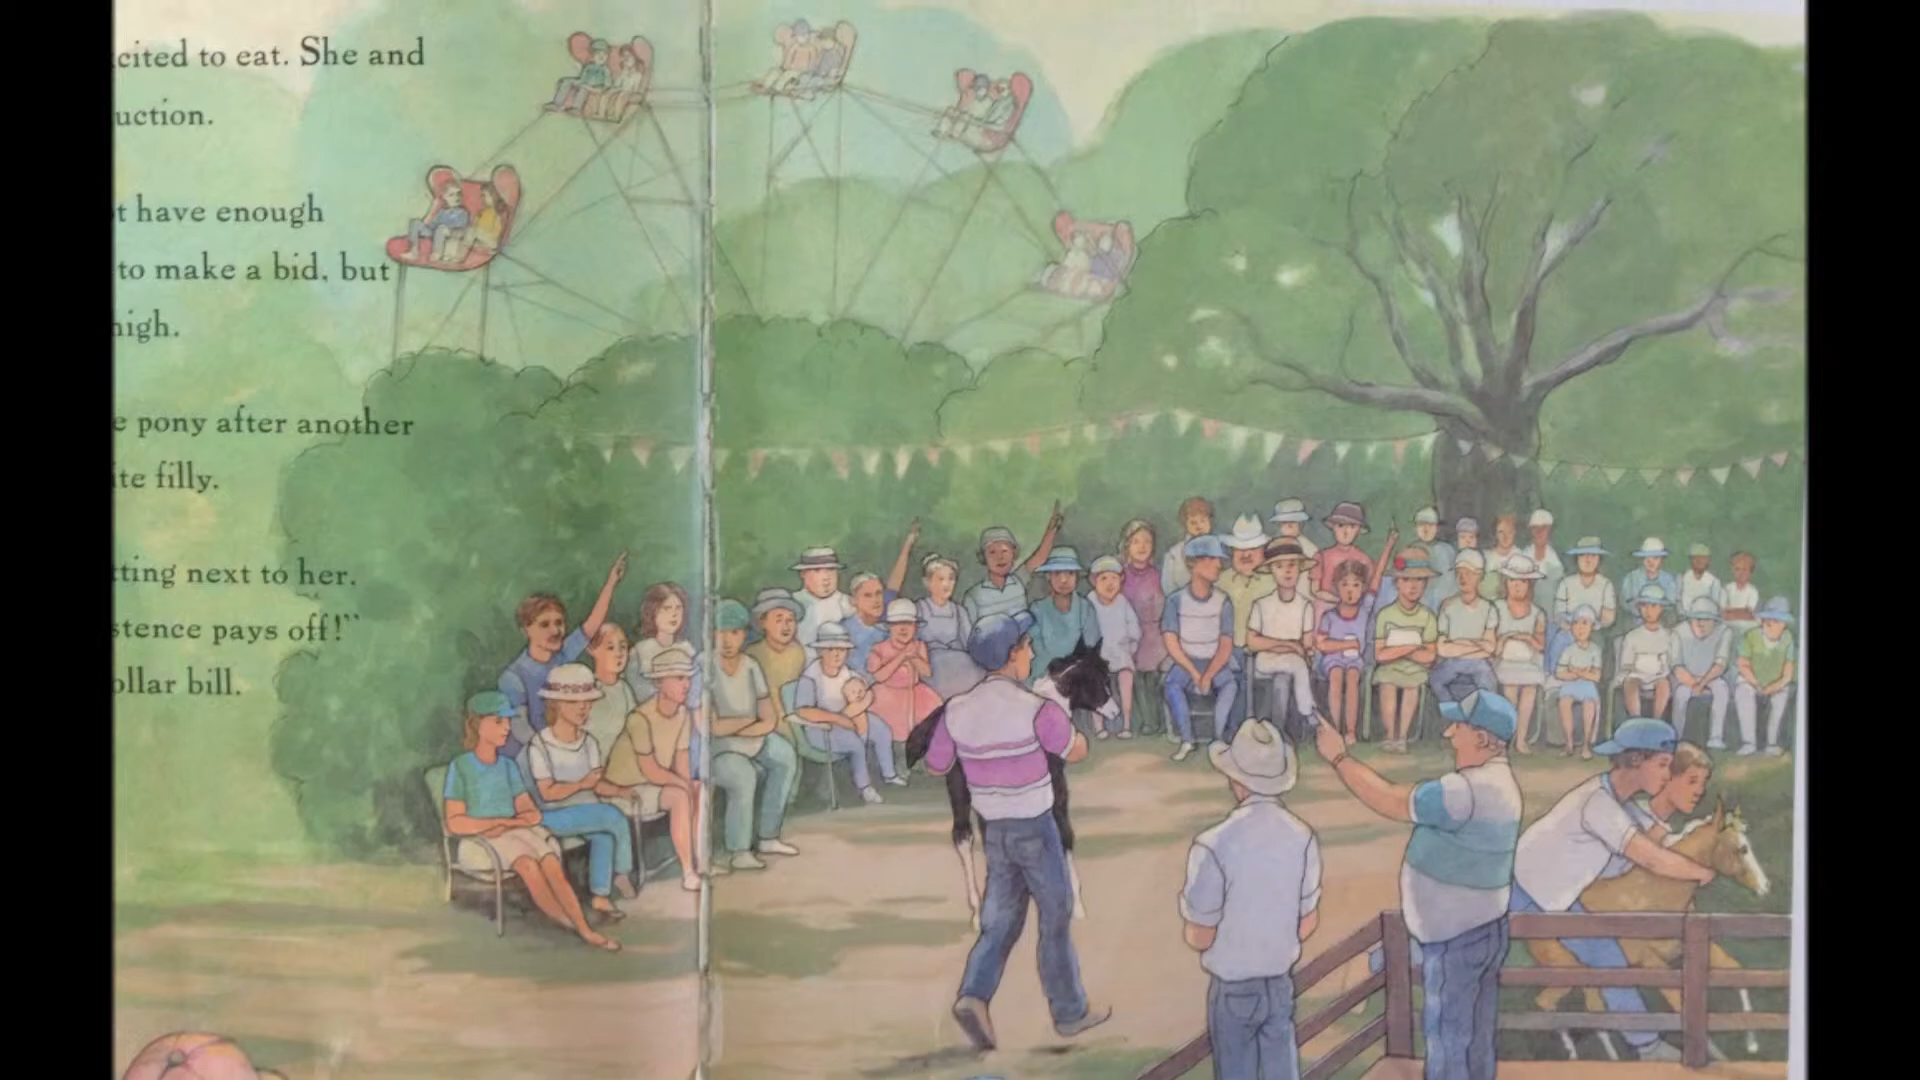 cited to eat. She and
uction.
t have enough
to make a bid, but
high.
e pony after another
ite filly.
tting next to her.
stence pays off!"
ollar bill.